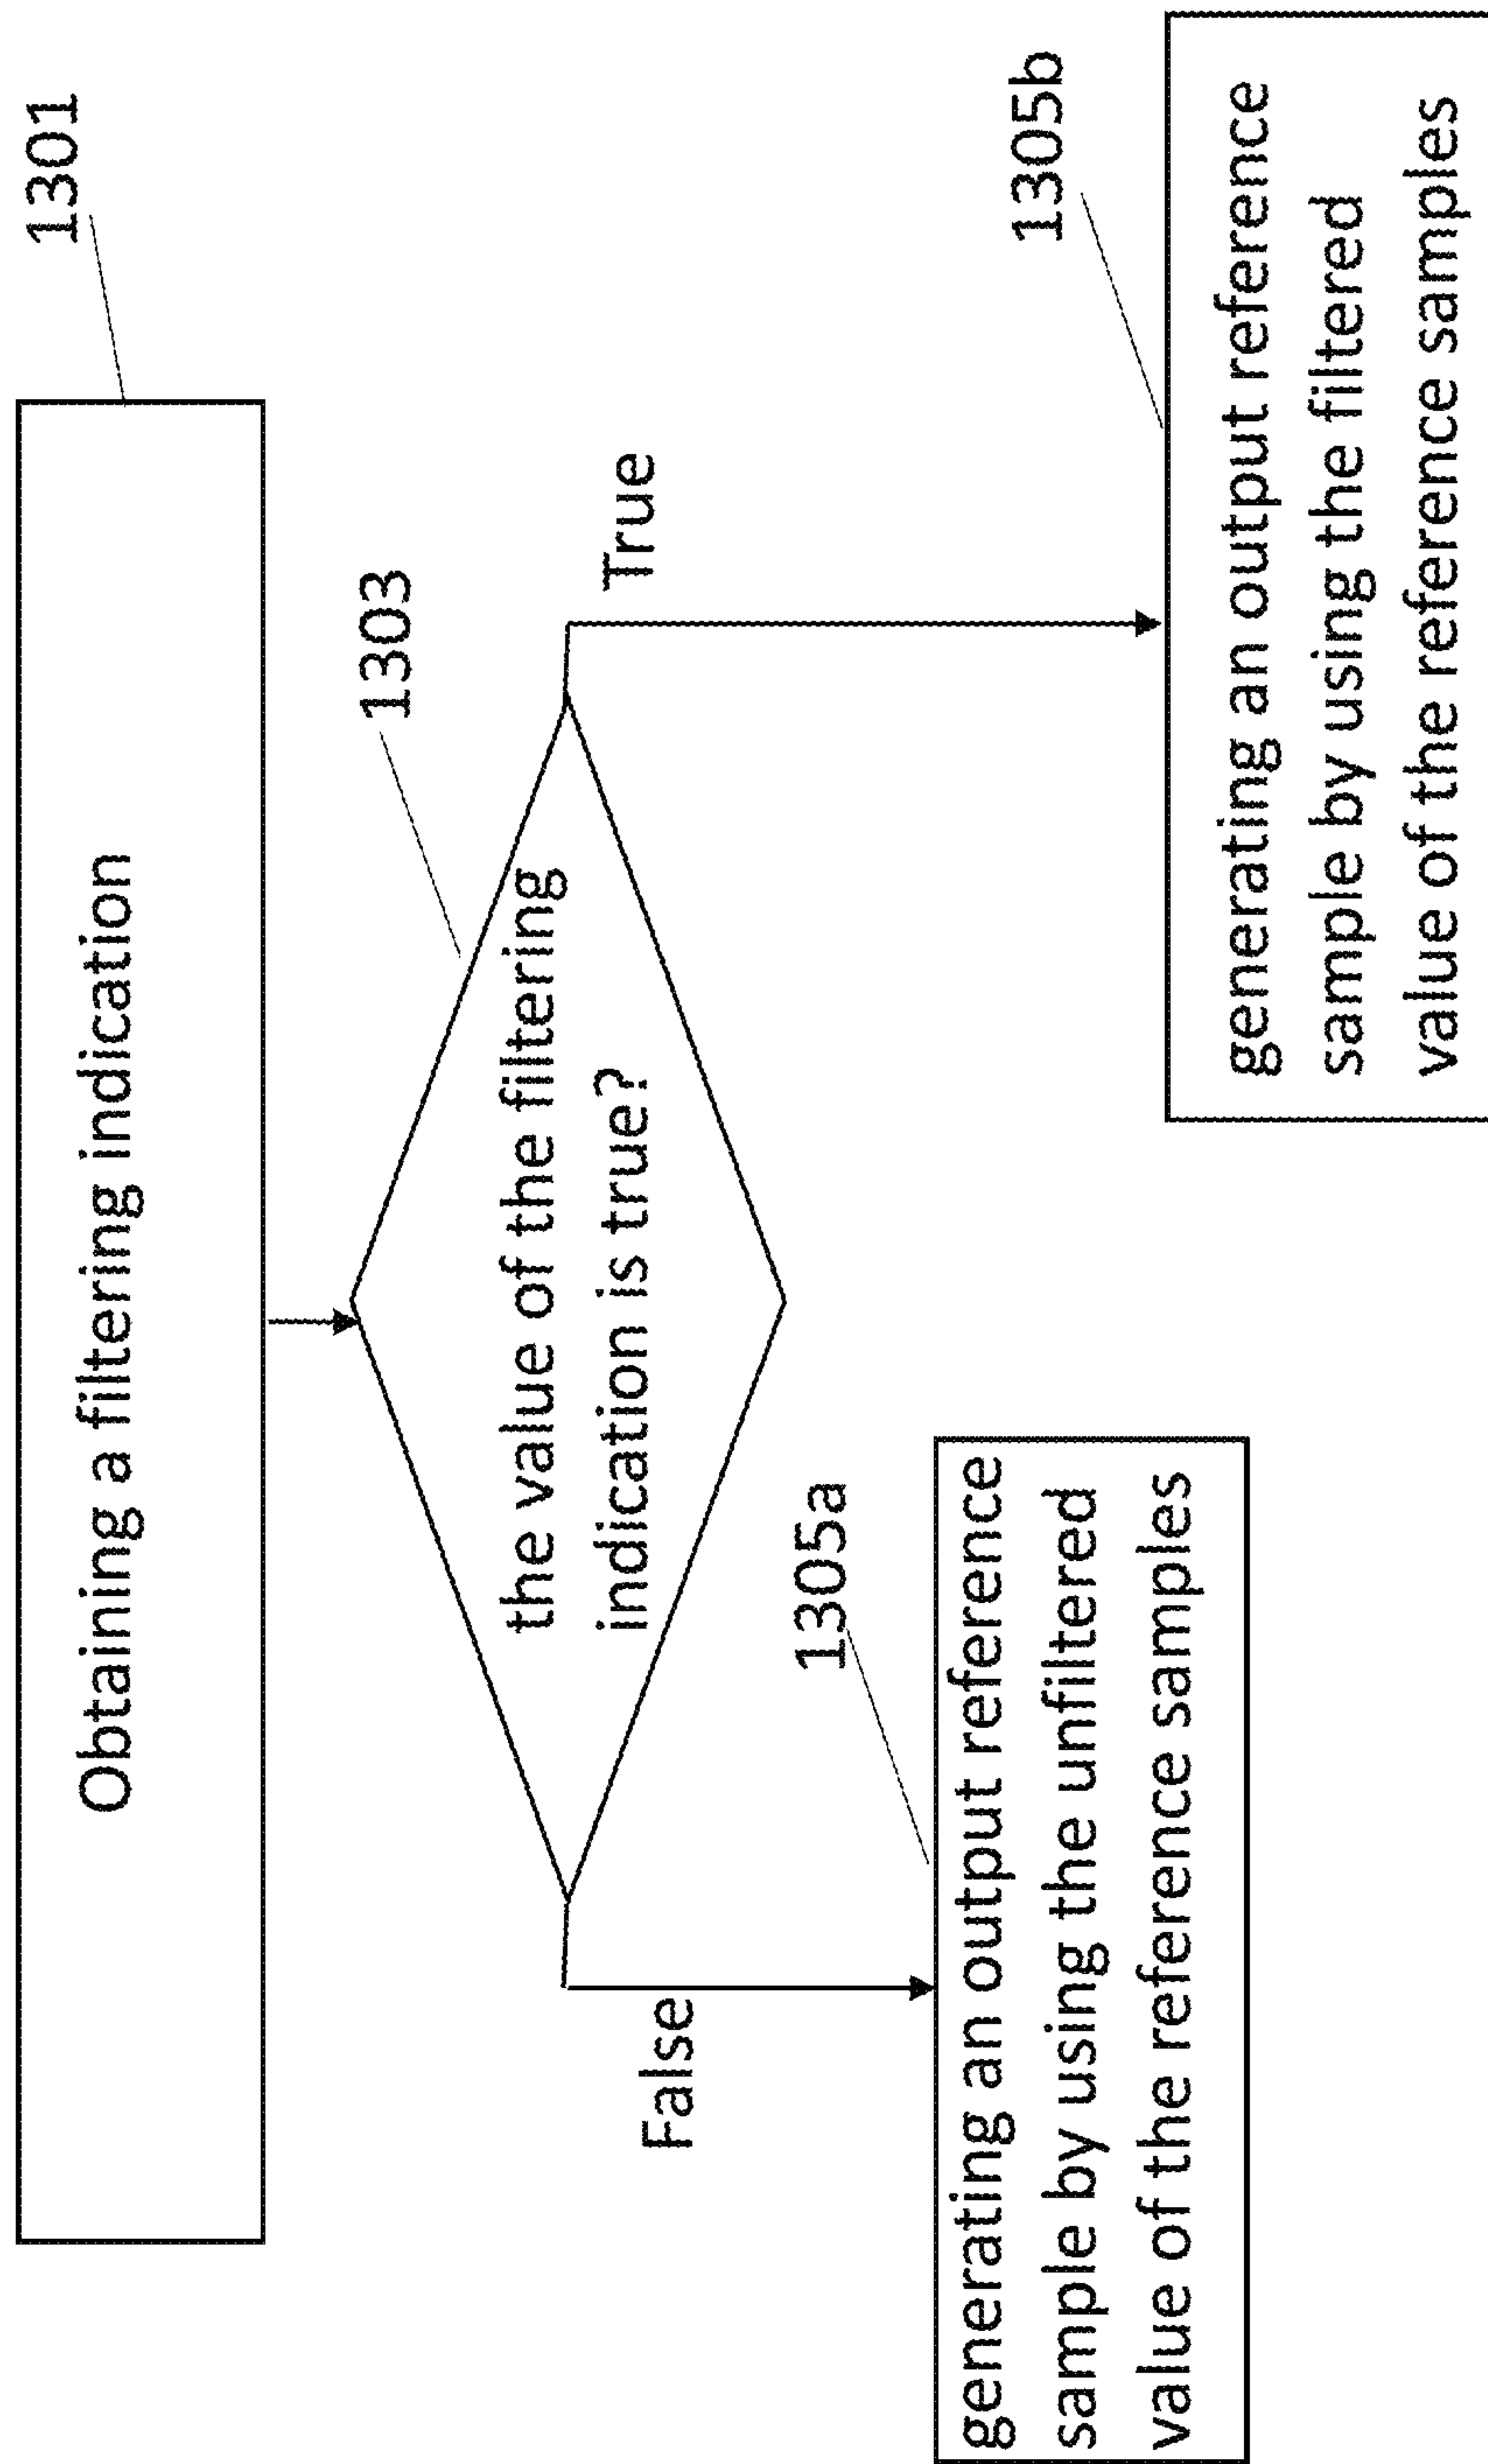 1301
Obtaining a filtering indication
1303
the value of the filtering
indication is true?
False
True
1305a
generating an output reference
sample by using the unfiltered
value of the reference samples
1305b
generating an output reference
sample by using the filtered
value of the reference samples